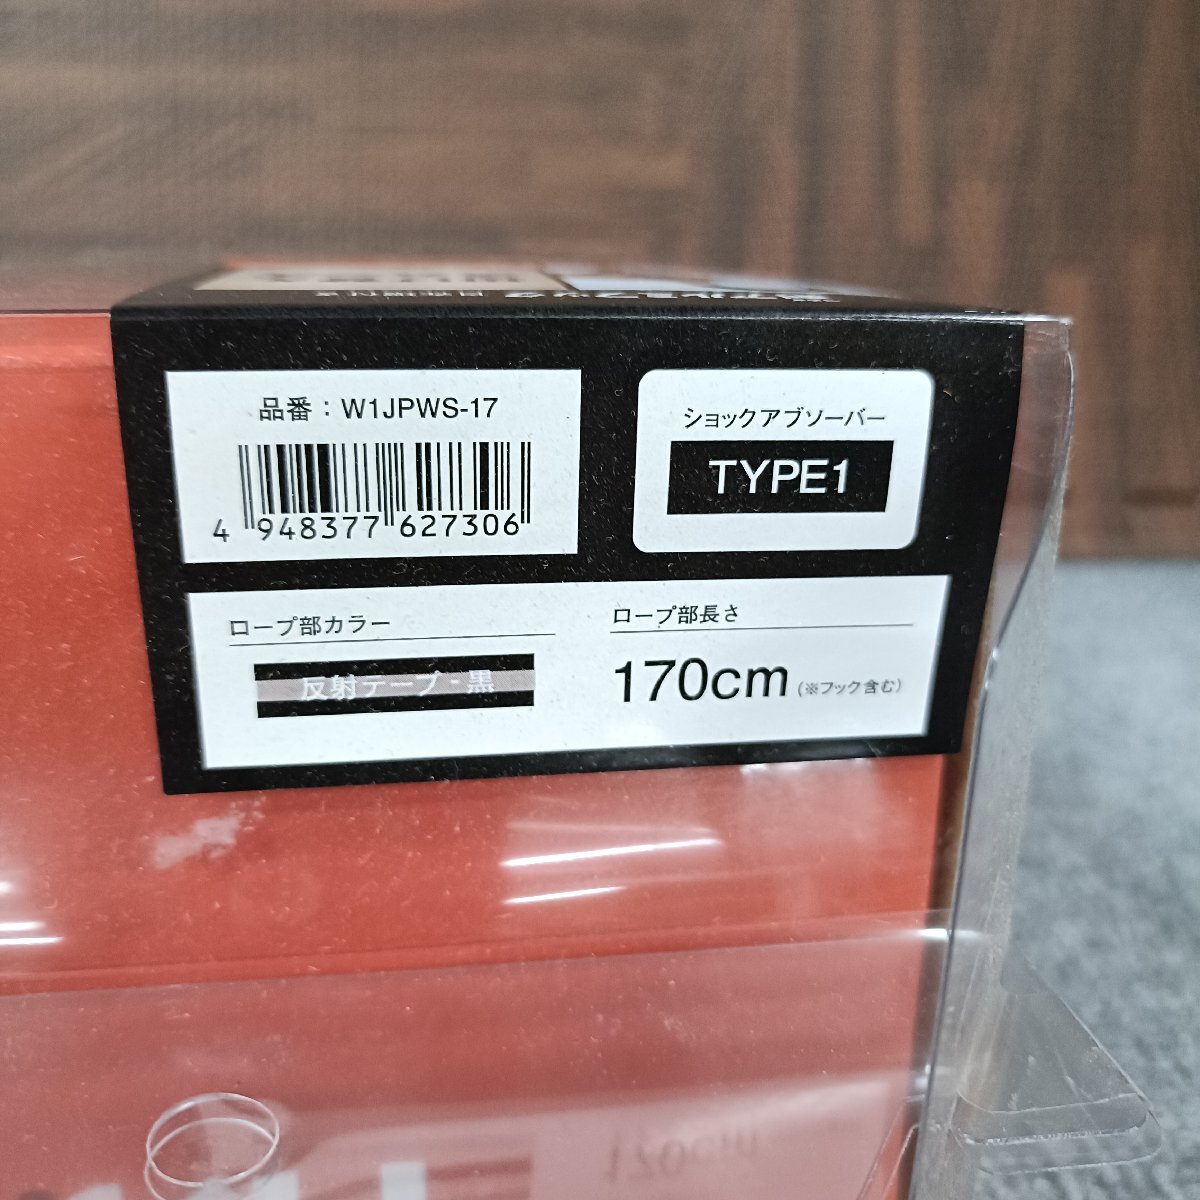 品番：W1JPWS-17
4 948377 627306
ショックアブソーバー
TYPE1
ロープ部カラー
反射テープ - 黒
ロープ部長さ
170cm (※フック含む)